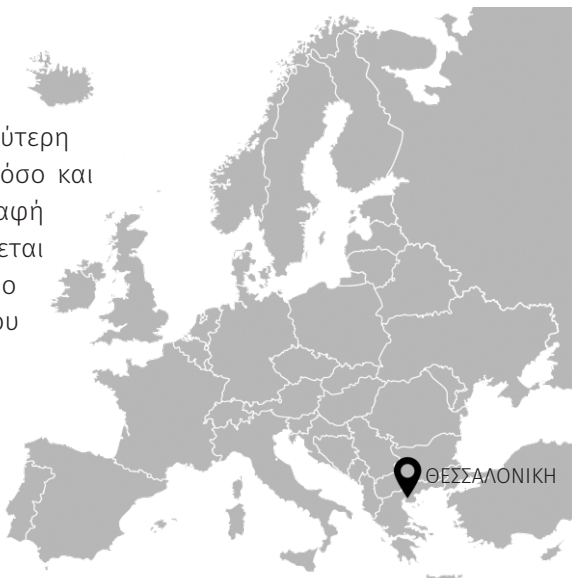 ύτερη
όσο και
αφή
εται
ο
ου
ΘΕΣΣΑΛΟΝΙΚΗ